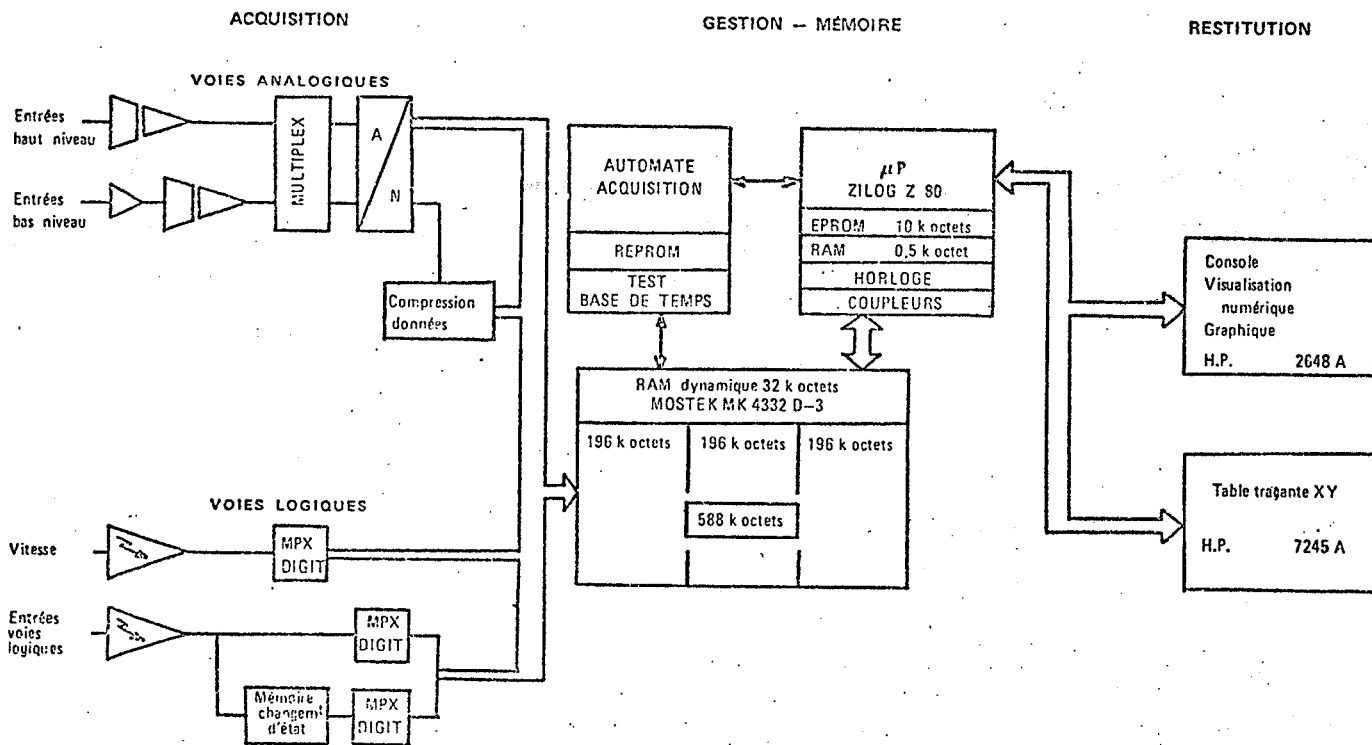 ACQUISITION
GESTION – MÉMOIRE
RESTITUTION
VOIES ANALOGIQUES
Entrées
haut niveau
Entrées
bas niveau
MULTIPLEX
A
N
Compression
données
AUTOMATE
ACQUISITION
REPROM
TEST
BASE DE TEMPS
µP
ZILOG Z 80
EPROM 10 k octets
RAM 0,5 k octet
HORLOGE
COUPLEURS
RAM dynamique 32 k octets
MOSTEK MK 4332 D–3
196 k octets
196 k octets
196 k octets
588 k octets
Console
Visualisation
numérique
Graphique
H.P. 2648 A
Table traçante XY
H.P. 7245 A
VOIES LOGIQUES
Vitesse
MPX
DIGIT
Entrées
voies
logiques
MPX
DIGIT
Mémoire
changemt
d'état
MPX
DIGIT